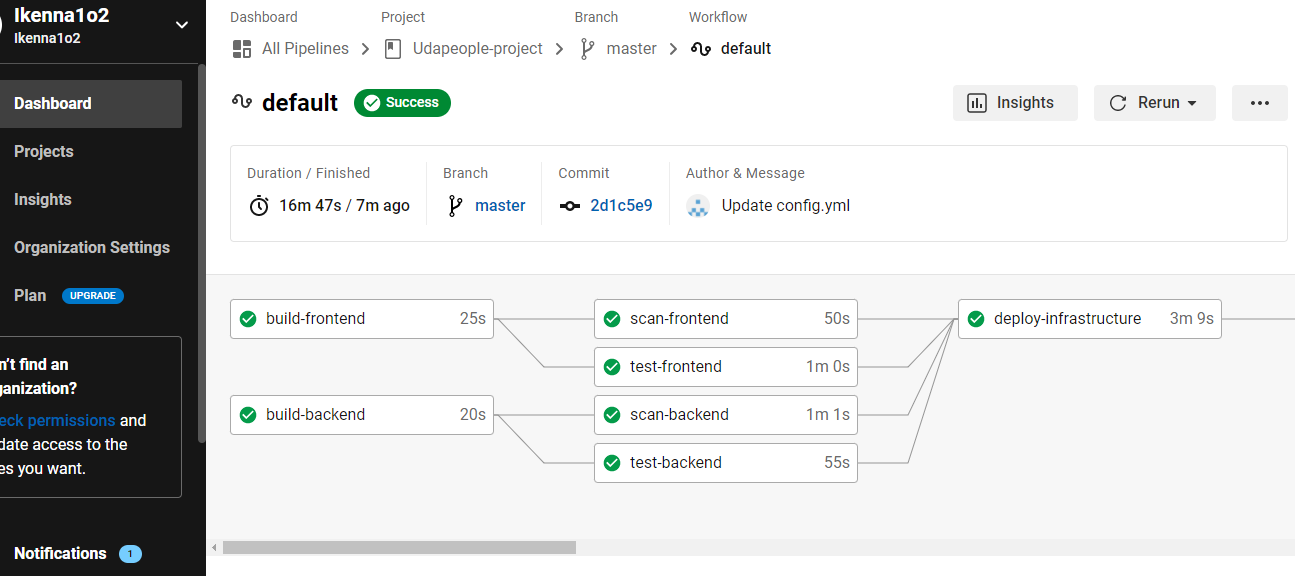 Ikenna1o2
Ikenna1o2
Dashboard
Projects
Insights
Organization Settings
Plan UPGRADE
n't find an
ganization?
eck permissions and
date access to the
es you want.
Notifications 1
Dashboard Project Branch Workflow
All Pipelines Udapeople-project master default
default Success Insights Rerun
Duration / Finished Branch Commit Author & Message
16m 47s / 7m ago master 2d1c5e9 Update config.yml
build-frontend 25s scan-frontend 50s deploy-infrastructure 3m 9s
test-frontend 1m 0s
build-backend 20s scan-backend 1m 1s
test-backend 55s